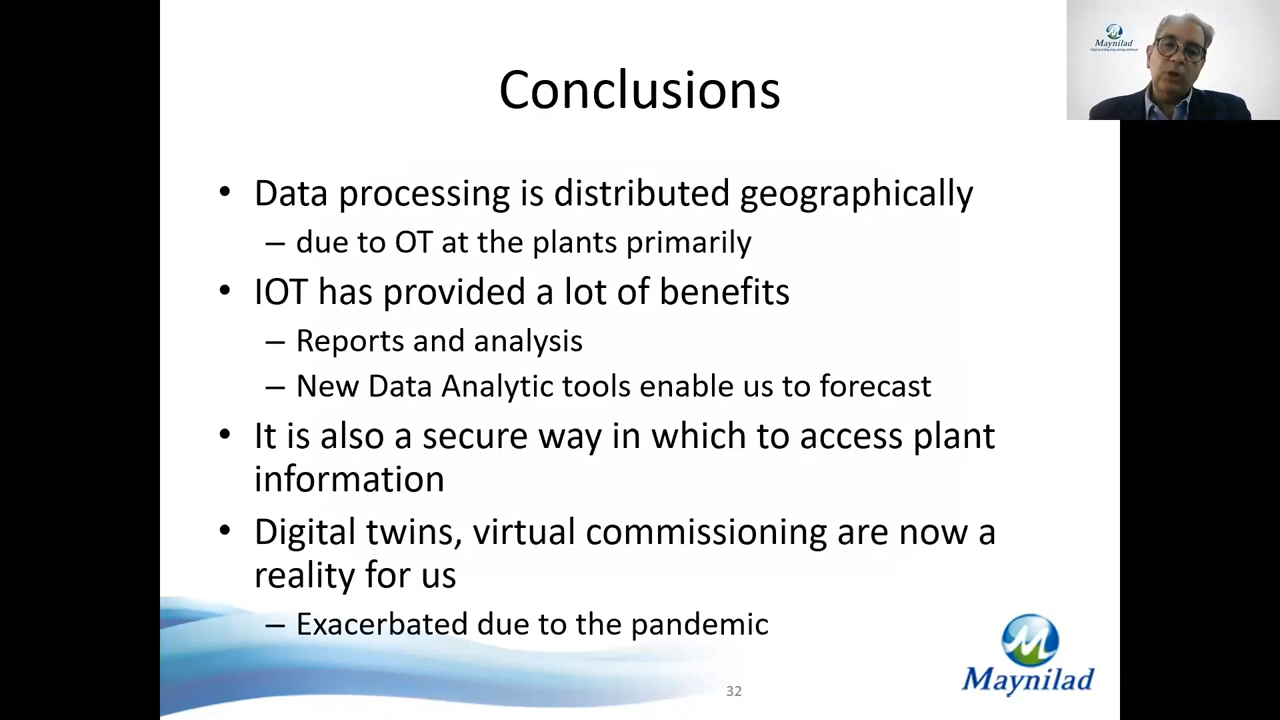 Conclusions
Maynilad
• Data processing is distributed geographically
– due to OT at the plants primarily
• IOT has provided a lot of benefits
– Reports and analysis
– New Data Analytic tools enable us to forecast
• It is also a secure way in which to access plant
information
• Digital twins, virtual commissioning are now a
reality for us
– Exacerbated due to the pandemic
32
Maynilad